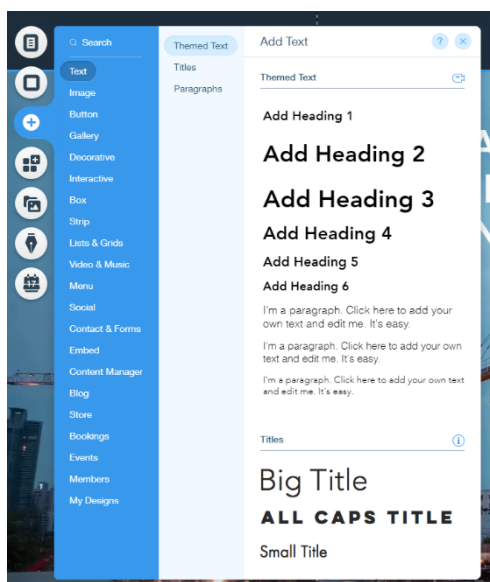 Search
Text
Image
Button
Gallery
Decorative
Interactive
Box
Strip
Lists & Grids
Video & Music
Menu
Social
Contact & Forms
Embed
Content Manager
Blog
Store
Bookings
Events
Members
My Designs
Themed Text
Titles
Paragraphs
Add Text
?
Themed Text
Add Heading 1
Add Heading 2
Add Heading 3
Add Heading 4
Add Heading 5
Add Heading 6
I'm a paragraph. Click here to add your
own text and edit me. It's easy.
I'm a paragraph. Click here to add your own
text and edit me. It's easy.
I'm a paragraph. Click here to add your own text
and edit me. It's easy.
Titles
Big Title
ALL CAPS TITLE
Small Title